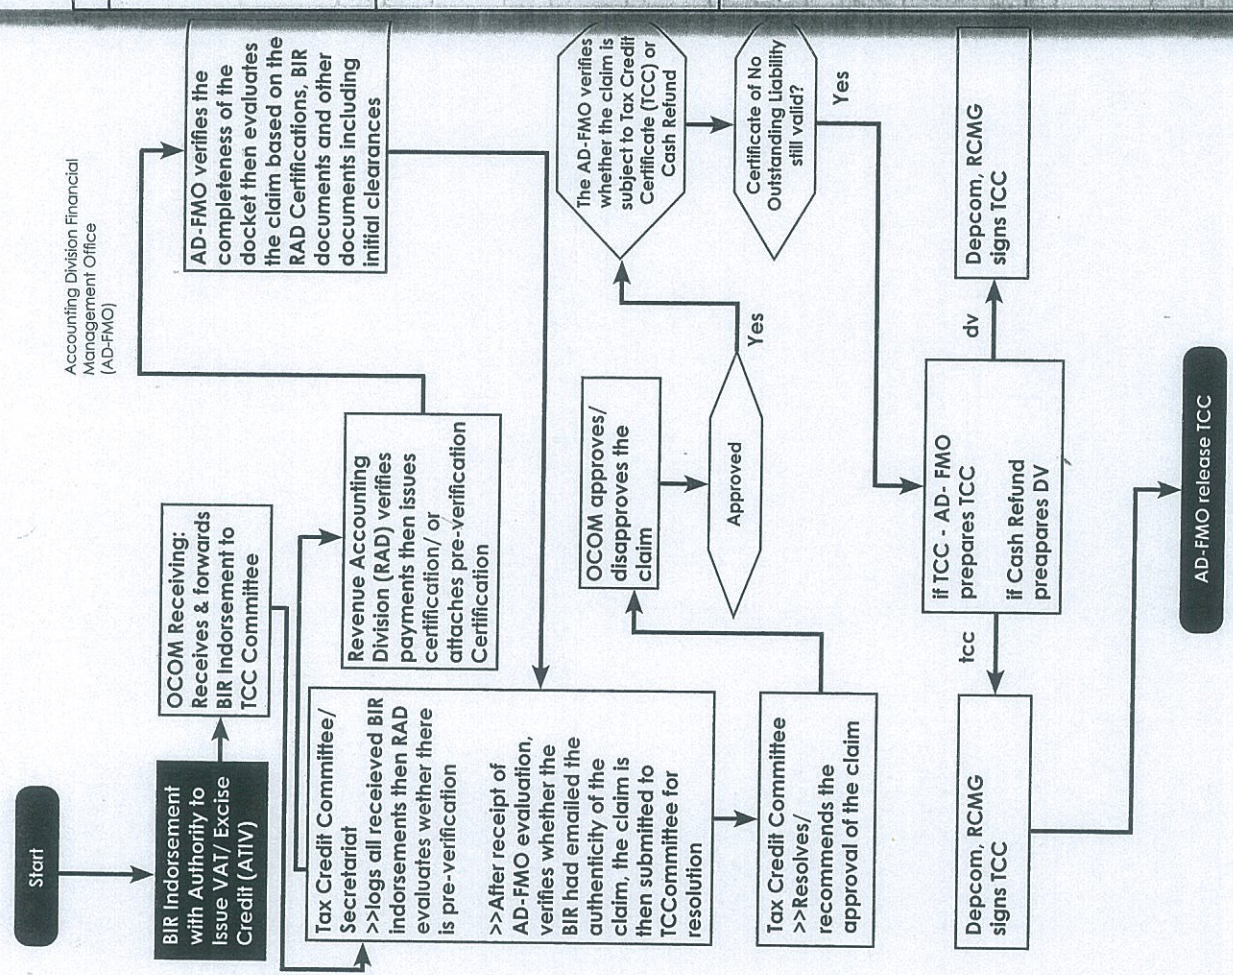 Start
BIR Indorsement
with Authority to
Issue VAT/ Excise
Credit (ATIV)
OCOM Receiving:
Receives & forwards
BIR Indorsement to
TCC Committee
Tax Credit Committee/
Secretariat
>>logs all receieved BIR
indorsements then RAD
evaluates wether there
is pre-verification
>>After receipt of
AD-FMO evaluation,
verifies whether the
BIR had emailed the
authenticity of the
claim, the claim is
then submitted to
TCCommittee for
resolution
Revenue Accounting
Division (RAD) verifies
payments then issues
certification/ or
attaches pre-verification
Certification
Accounting Division Financial
Management Office
(AD-FMO)
AD-FMO verifies the
completeness of the
docket then evaluates
the claim based on the
RAD Certifications, BIR
documents and other
documents including
initial clearances
Tax Credit Committee
>>Resolves/
recommends the
approval of the claim
OCOM approves/
disapproves the
claim
Approved
Yes
The AD-FMO verifies
whether the claim is
subject to Tax Credit
Certificate (TCC) or
Cash Refund
Certificate of No
Outstanding Liability
still valid?
Yes
if TCC - AD- FMO
prepares TCC
if Cash Refund
preapares DV
tcc
dv
Depcom, RCMG
signs TCC
Depcom, RCMG
signs TCC
AD-FMO release TCC